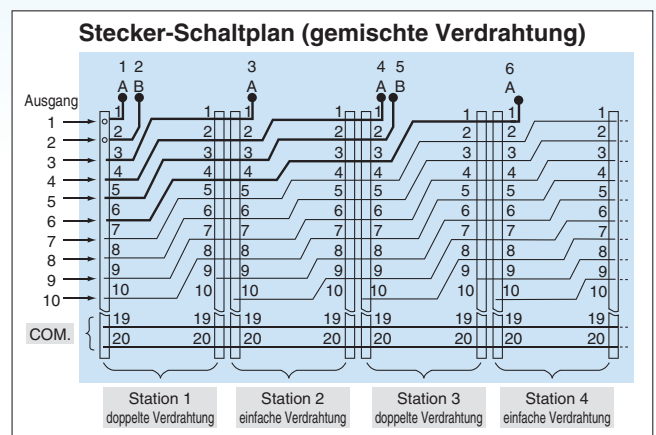 Stecker-Schaltplan (gemischte Verdrahtung)
1 2 3 4 5 6
A B A A B A
Ausgang
1 1 1 1 1 1 1 1 1
2 2 2 2 2 2 2 2 2
3 3 3 3 3 3 3 3 3
4 4 4 4 4 4 4 4 4
5 5 5 5 5 5 5 5 5
6 6 6 6 6 6 6 6 6
7 7 7 7 7 7 7 7 7
8 8 8 8 8 8 8 8 8
9 9 9 9 9 9 9 9 9
10 10 10 10 10 10 10 10 10
COM.
19 19 19 19 19 19 19 19
20 20 20 20 20 20 20 20
Station 1 Station 2 Station 3 Station 4
doppelte Verdrahtung einfache Verdrahtung doppelte Verdrahtung einfache Verdrahtung